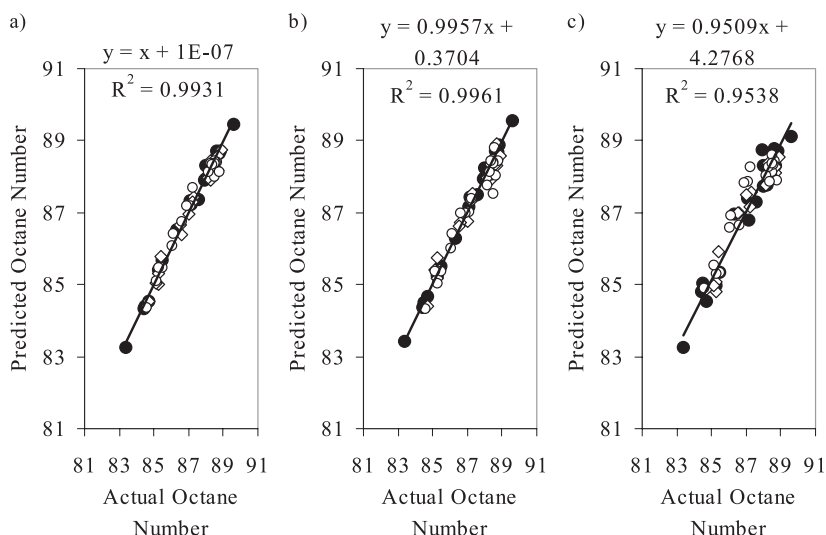 a)
y = x + 1E-07
R² = 0.9931
Predicted Octane Number
91
89
87
85
83
81
81 83 85 87 89 91
Actual Octane
Number
b)
y = 0.9957x +
0.3704
R² = 0.9961
Predicted Octane Number
91
89
87
85
83
81
81 83 85 87 89 91
Actual Octane
Number
c)
y = 0.9509x +
4.2768
R² = 0.9538
Predicted Octane Number
91
89
87
85
83
81
81 83 85 87 89 91
Actual Octane
Number